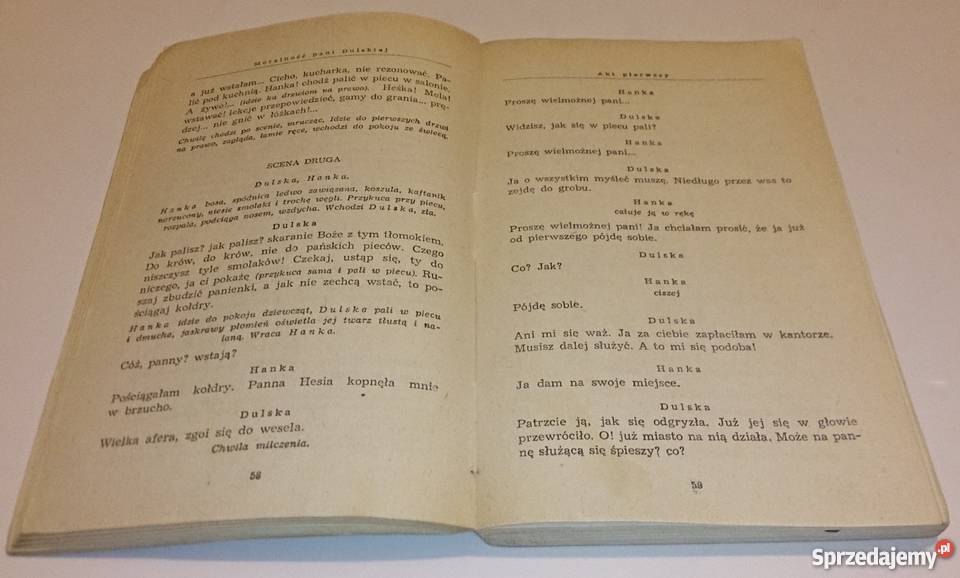 Moralność pani Dulskiej
a już wstałam... Cicho, kucharka, nie rezonować. Pa-
lić pod kuchnią. Hanka! chodź palić w piecu w salonie.
A żywo!... (idzie ku drzwiom na prawo). Heśka! Mela!
wstawać! lekcje przepowiedzieć, gamy do grania... prę-
dzej... nie gnić w łóżkach!...
Chwilę chodzi po scenie, mrucząc. Idzie do pierwszych drzwi
na prawo, zagląda, łamie ręce, wchodzi do pokoju ze świecą.
SCENA DRUGA
Dulska, Hanka.
Hanka bosa, spódnica ledwo zawiązana, koszula, kaftanik
narzucony, niesie smolaki i trochę węgli. Przykuca przy piecu,
rozpala, podciąga nosem, wzdycha. Wchodzi Dulska, zła.
Dulska
Jak palisz? jak palisz? skaranie Boże z tym tłomokiem.
Do krów, do krów, nie do pańskich pieców. Czego
niszczysz tyle smolaków! Czekaj, ustąp się, ty do
niczego, ja ci pokażę (przykuca sama i pali w piecu). Ru-
szaj zbudzić panienki, a jak nie zechcą wstać, to po-
ściągaj kołdry.
Hanka idzie do pokoju dziewcząt, Dulska pali w piecu
i dmucha, jaskrawy płomień oświetla jej twarz tłustą i na-
laną. Wraca Hanka.
Cóż, panny? wstają?
Hanka
Pościągałam kołdry. Panna Hesia kopnęła mnie
w brzucho.
Dulska
Wielka afera, zgoi się do wesela.
Chwila milczenia.
58
Akt pierwszy
Hanka
Proszę wielmożnej pani...
Dulska
Widzisz, jak się w piecu pali?
Hanka
Proszę wielmożnej pani...
Dulska
Ja o wszystkim myśleć muszę. Niedługo przez was to
zejdę do grobu.
Hanka
całuje ją w rękę
Proszę wielmożnej pani! Ja chciałam prosić, że ja już
od pierwszego pójdę sobie.
Dulska
Co? Jak?
Hanka
ciszej
Pójdę sobie.
Dulska
Ani mi się waż. Ja za ciebie zapłaciłam w kantorze.
Musisz dalej służyć. A to mi się podoba!
Hanka
Ja dam na swoje miejsce.
Dulska
Patrzcie ją, jak się odgryzła. Już jej się w głowie
przewróciło. O! już miasto na nią działa. Może na pan-
nę służącą się śpieszy? co?
59
Sprzedajemy.pl